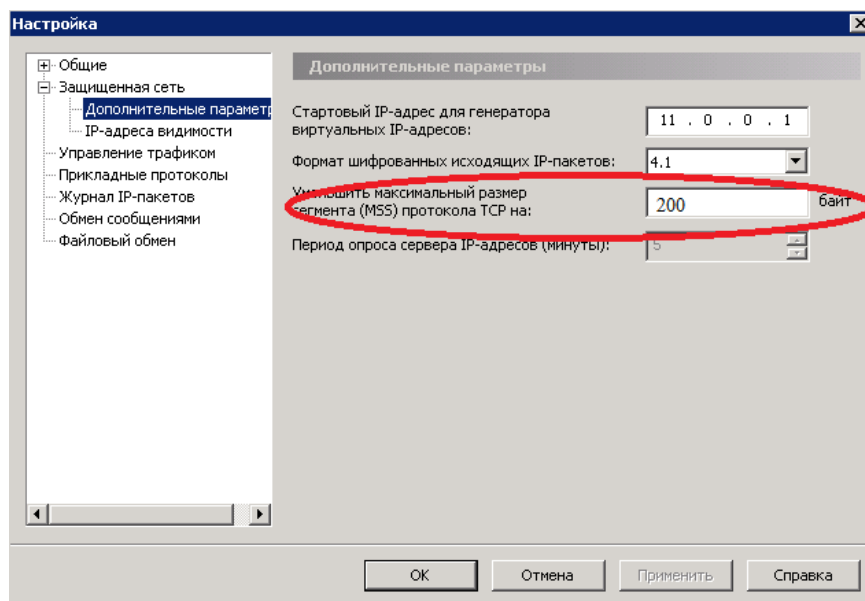 Настройка
Общие
Защищенная сеть
Дополнительные параметр
IP-адреса видимости
Управление трафиком
Прикладные протоколы
Журнал IP-пакетов
Обмен сообщениями
Файловый обмен
Дополнительные параметры
Стартовый IP-адрес для генератора
виртуальных IP-адресов:
11 . 0 . 0 . 1
Формат шифрованных исходящих IP-пакетов:
4.1
Уменьшить максимальный размер
сегмента (MSS) протокола TCP на:
200
байт
Период опроса сервера IP-адресов (минуты):
5
ОК
Отмена
Применить
Справка